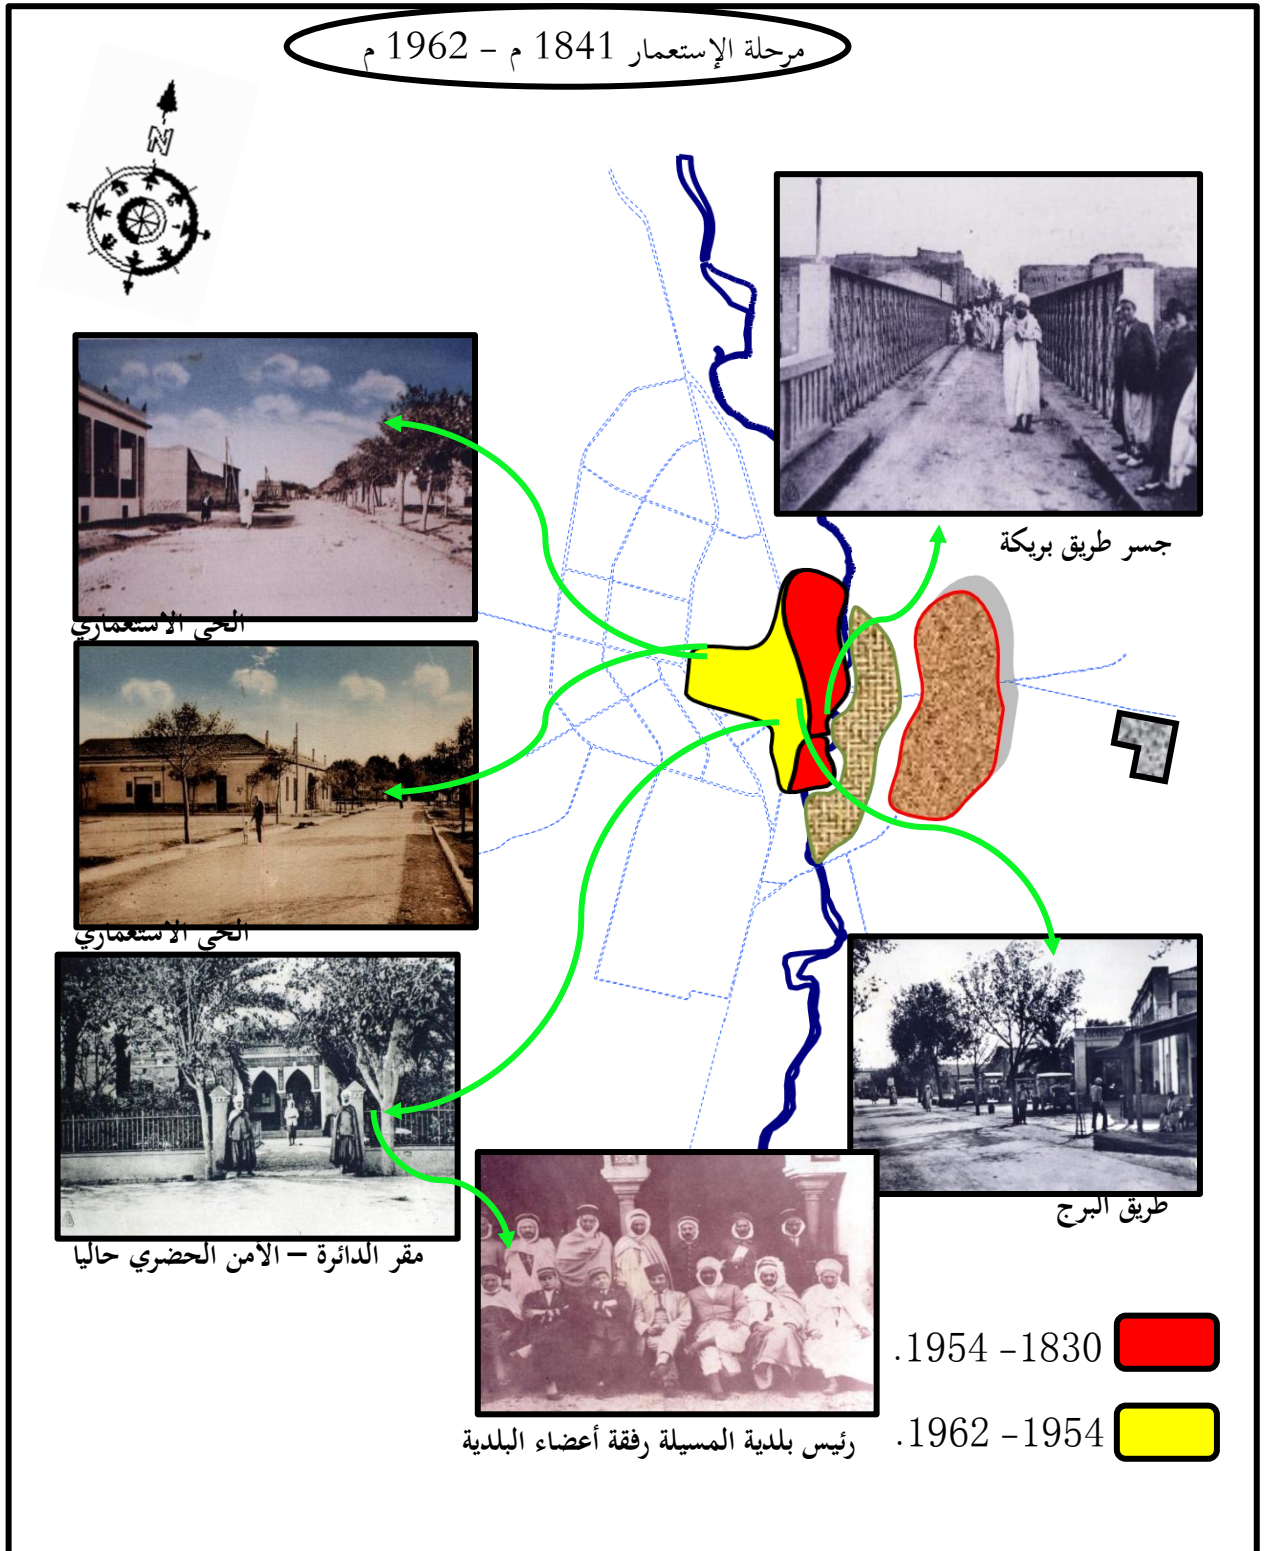 مرحلة الإستعمار 1841 م – 1962 م
N
جسر طريق بريكة
الحي الاستعماري
الحي الاستعماري
طريق البرج
مقر الدائرة – الأمن الحضري حاليا
رئيس بلدية المسيلة رفقة أعضاء البلدية
1830– 1954.
1954– 1962.